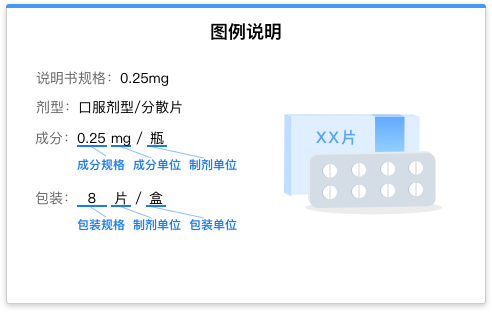 图例说明
说明书规格：0.25mg
剂型：口服剂型/分散片
成分：0.25 mg / 瓶
成分规格 成分单位 制剂单位
XX片
包装：8 片 / 盒
包装规格 制剂单位 包装单位